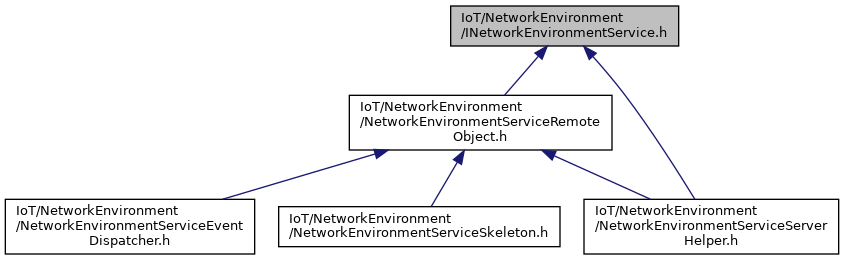 IoT/NetworkEnvironment
/INetworkEnvironmentService.h
IoT/NetworkEnvironment
/NetworkEnvironmentServiceRemote
Object.h
IoT/NetworkEnvironment
/NetworkEnvironmentServiceEvent
Dispatcher.h
IoT/NetworkEnvironment
/NetworkEnvironmentServiceSkeleton.h
IoT/NetworkEnvironment
/NetworkEnvironmentServiceServer
Helper.h